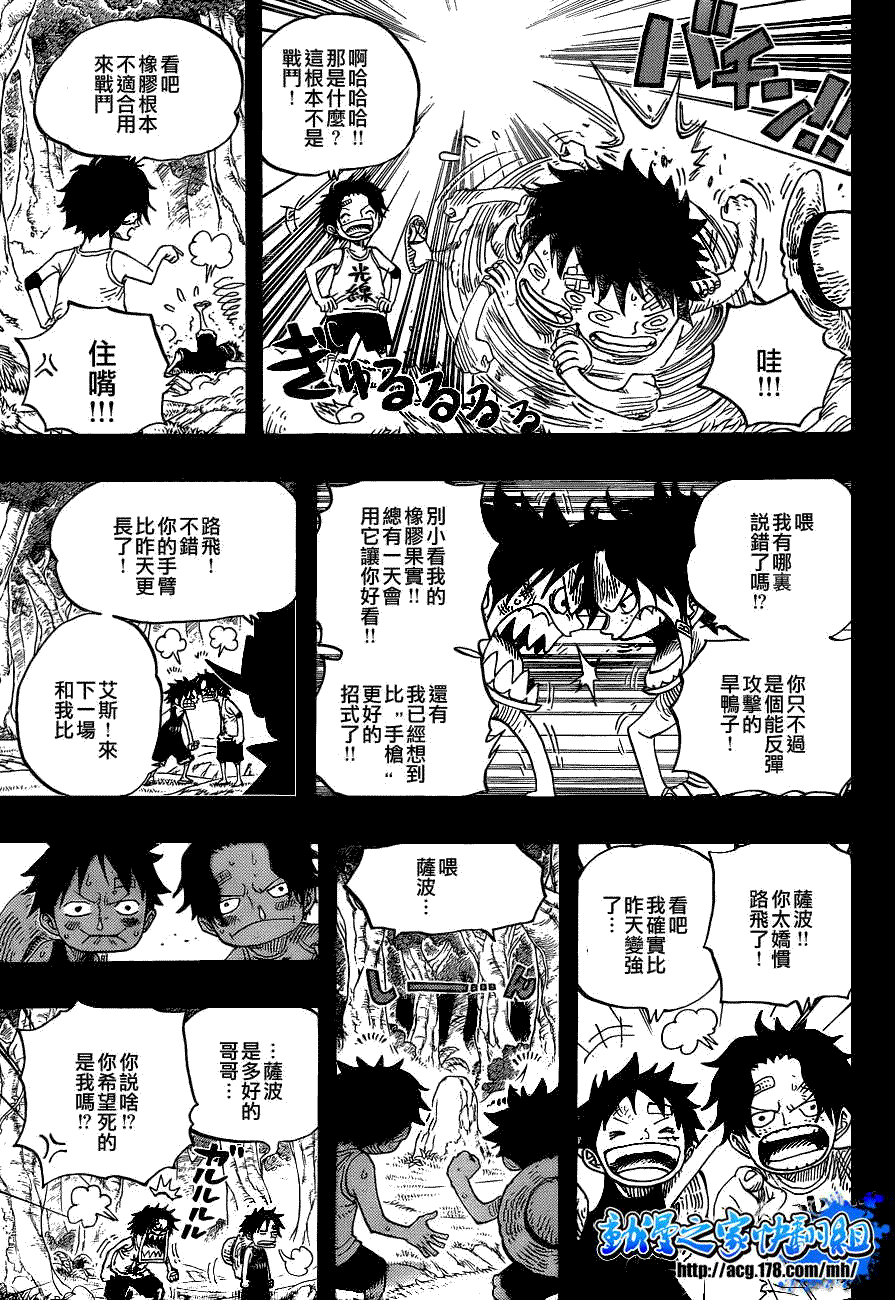 バチン!!
啊哈哈哈!!
那是什麼?
這根本不是
戰鬥!
光線
哇
!!!
ぎゅるるるる
看吧
橡膠根本
不適合用
來戰鬥
住嘴
!!!
喂
我有哪裏
說錯了嗎!?
你只不過
是個能反彈
攻擊的
旱鴨子!
別小看我的
橡膠果實!!
總有一天會
用它讓你好看!!
還有
我已經想到
比”手槍“
更好的
招式了!!
路飛!
不錯
你的手臂
比昨天更
長了!
艾斯!來
下一場
和我比
薩波!!
你太嬌慣
路飛了!
看吧
我確實比
昨天變強
了…
喂
薩波…
しーーん
…薩波
是多好的
哥哥…
ガルルルル
你說啥!?
你希望死的
是我嗎!?
動漫之家快翻組
http://acg.178.com/mh/